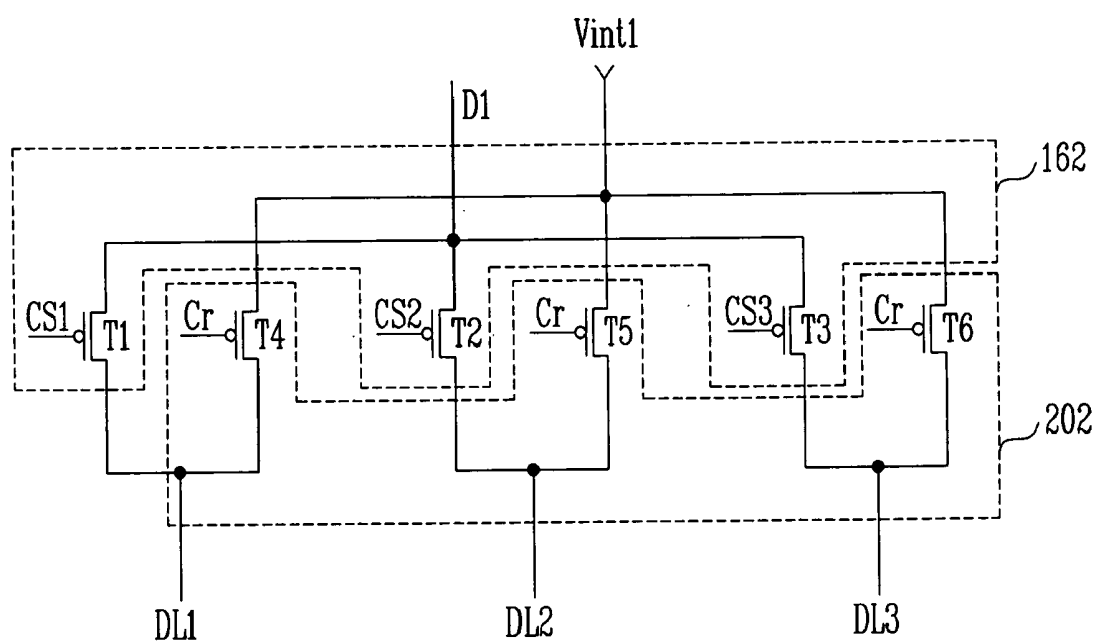 Vint1
D1
162
CS1
T1
Cr
T4
CS2
T2
Cr
T5
CS3
T3
Cr
T6
202
DL1
DL2
DL3